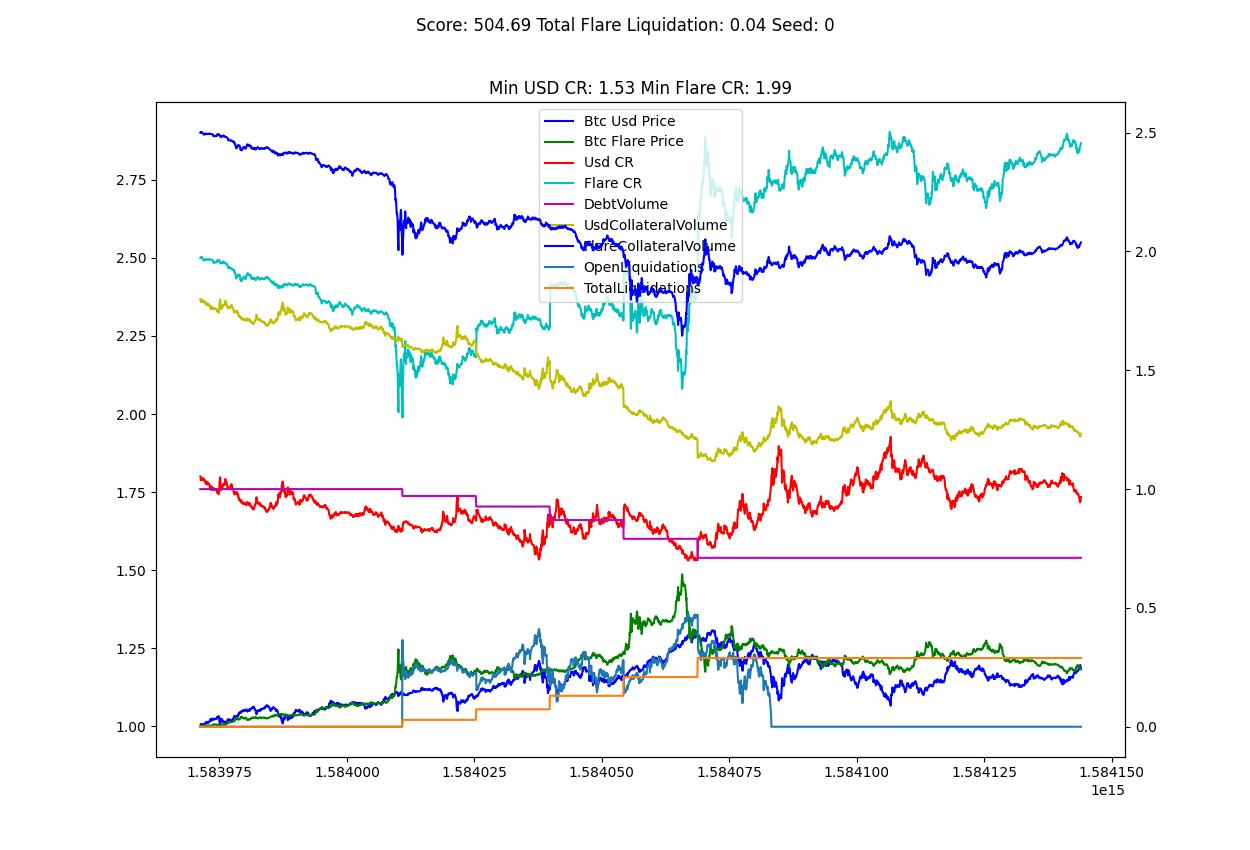 Score: 504.69 Total Flare Liquidation: 0.04 Seed: 0
Min USD CR: 1.53 Min Flare CR: 1.99
Btc Usd Price
Btc Flare Price
Usd CR
Flare CR
DebtVolume
UsdCollateralVolume
FlareCollateralVolume
OpenLiquidations
TotalLiquidations
2.75
2.50
2.25
2.00
1.75
1.50
1.25
1.00
2.5
2.0
1.5
1.0
0.5
0.0
1.583975
1.584000
1.584025
1.584050
1.584075
1.584100
1.584125
1.584150
1e15